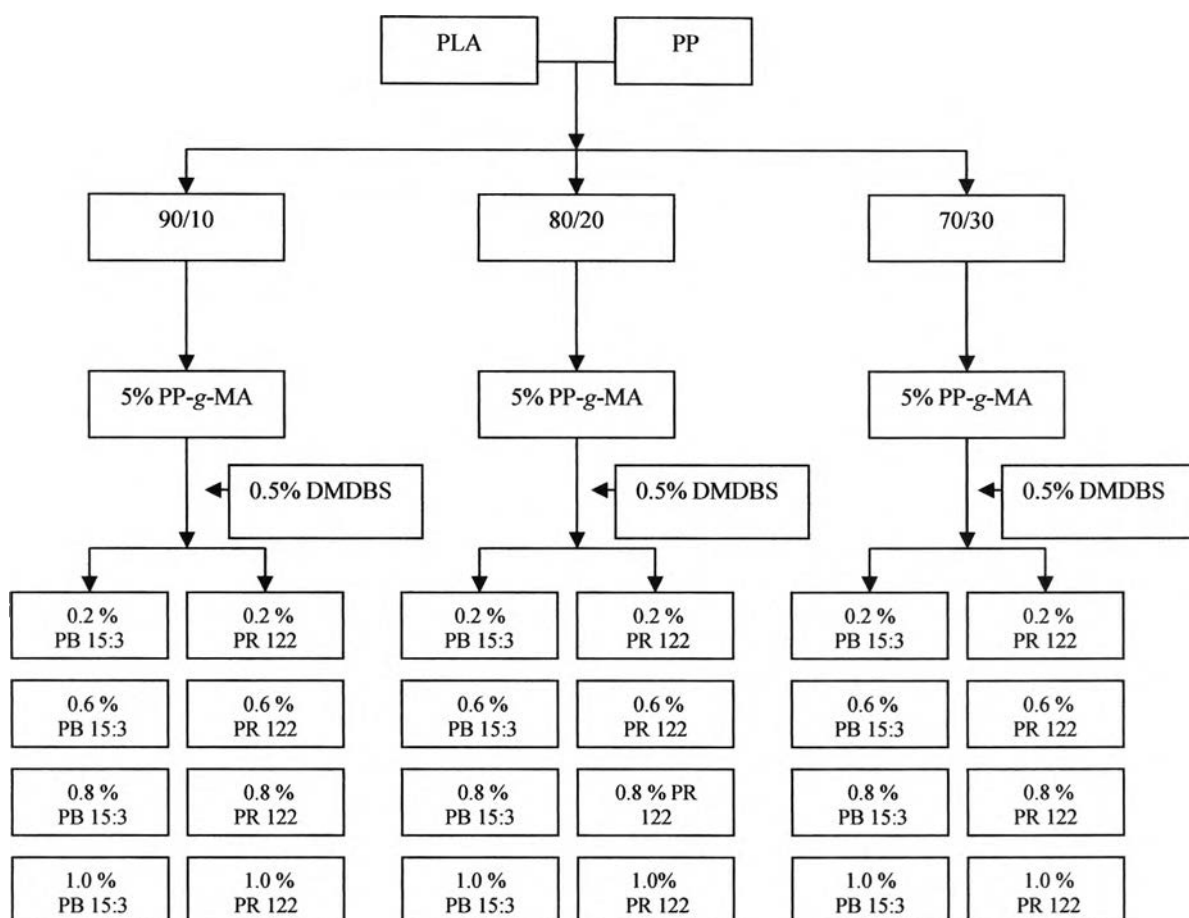 PLA
PP
90/10
80/20
70/30
5% PP-g-MA
5% PP-g-MA
5% PP-g-MA
0.5% DMDBS
0.5% DMDBS
0.5% DMDBS
0.2 %
PB 15:3
0.2 %
PR 122
0.2 %
PB 15:3
0.2 %
PR 122
0.2 %
PB 15:3
0.2 %
PR 122
0.6 %
PB 15:3
0.6 %
PR 122
0.6 %
PB 15:3
0.6 %
PR 122
0.6 %
PB 15:3
0.6 %
PR 122
0.8 %
PB 15:3
0.8 %
PR 122
0.8 %
PB 15:3
0.8 % PR
122
0.8 %
PB 15:3
0.8 %
PR 122
1.0 %
PB 15:3
1.0 %
PR 122
1.0 %
PB 15:3
1.0%
PR 122
1.0 %
PB 15:3
1.0 %
PR 122